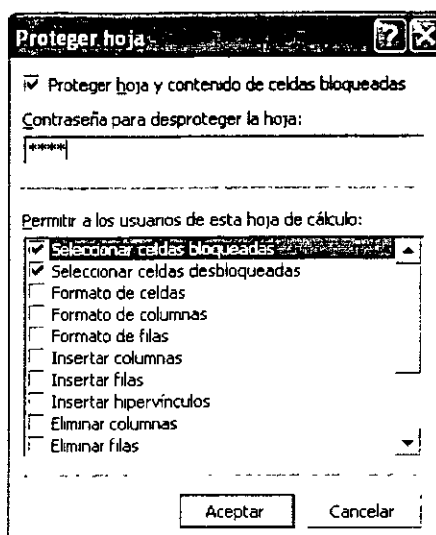 Proteger hoja
Proteger hoja y contenido de celdas bloqueadas
Contraseña para desproteger la hoja:
****
Permitir a los usuarios de esta hoja de cálculo:
Seleccionar celdas bloqueadas
Seleccionar celdas desbloqueadas
Formato de celdas
Formato de columnas
Formato de filas
Insertar columnas
Insertar filas
Insertar hipervínculos
Eliminar columnas
Eliminar filas
Aceptar Cancelar